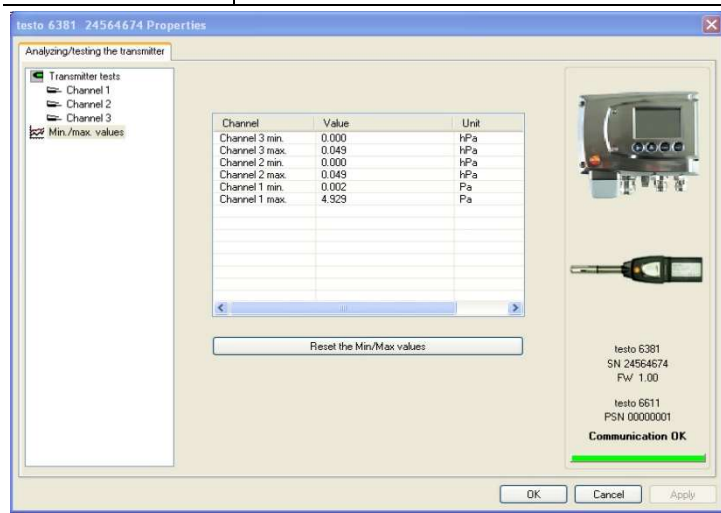 testo 6381 24564674 Properties
Analyzing/testing the transmitter
Transmitter tests
Channel 1
Channel 2
Channel 3
Min./max. values
Channel Value Unit
Channel 3 min. 0.000 hPa
Channel 3 max. 0.049 hPa
Channel 2 min. 0.000 hPa
Channel 2 max. 0.049 hPa
Channel 1 min. 0.002 Pa
Channel 1 max. 4.929 Pa
Reset the Min/Max values
testo 6381
SN 24564674
FW 1.00
testo 6611
PSN 00000001
Communication OK
OK Cancel Apply